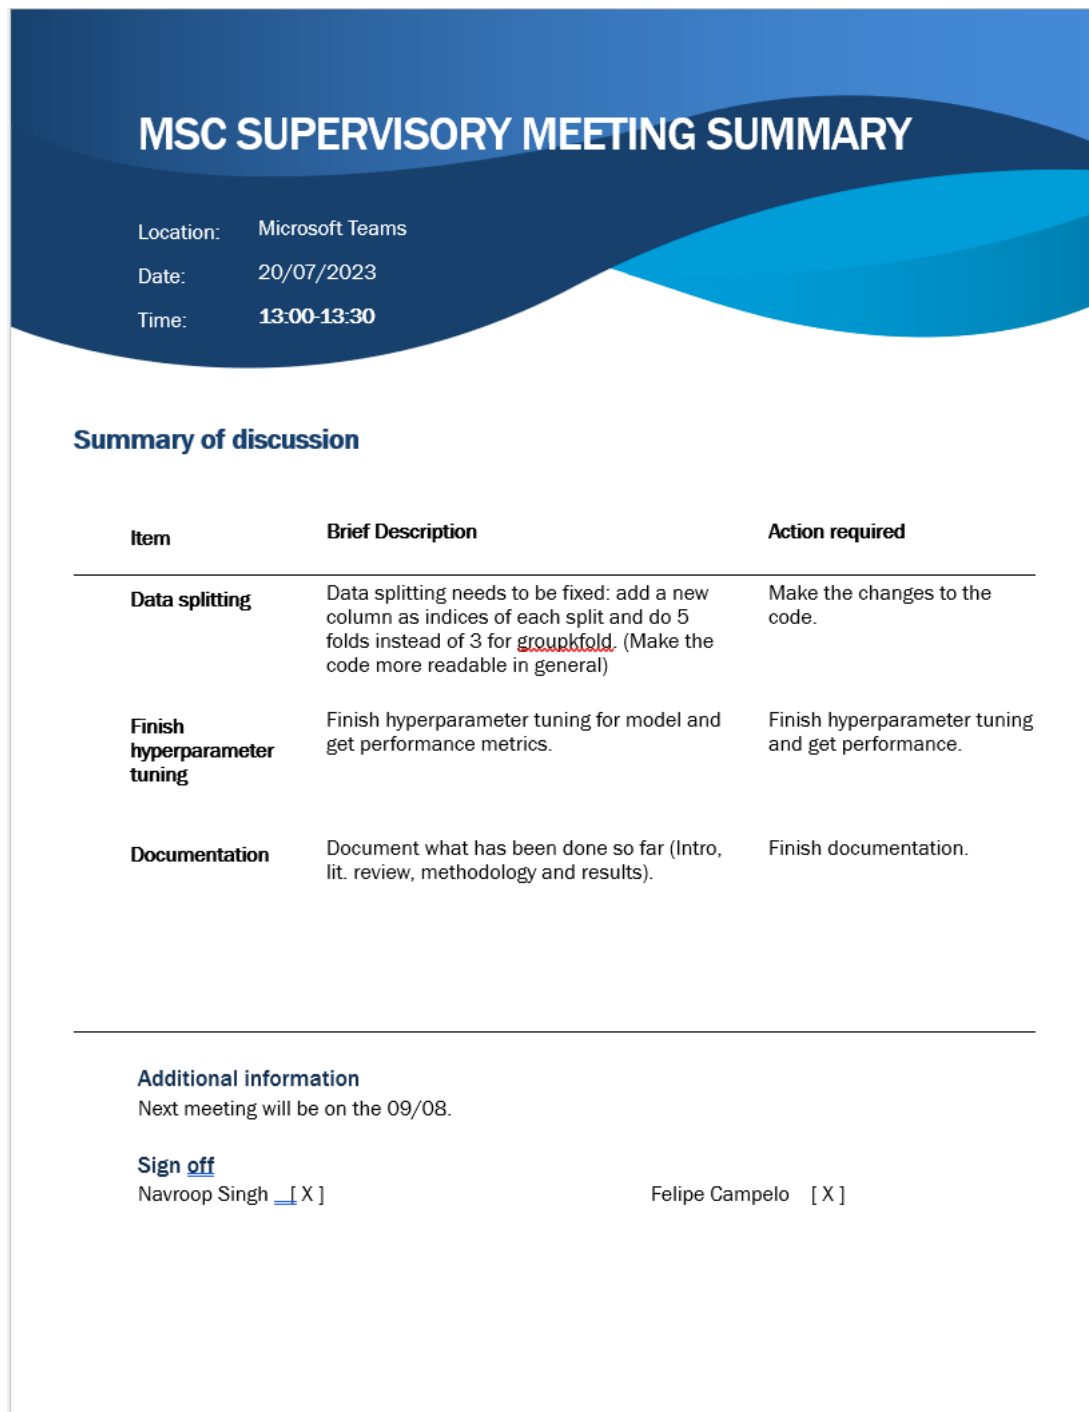 MSC SUPERVISORY MEETING SUMMARY
Location: Microsoft Teams
Date: 20/07/2023
Time: 13:00-13:30
Summary of discussion
Item Brief Description Action required
Data splitting Data splitting needs to be fixed: add a new Make the changes to the
column as indices of each split and do 5 code.
folds instead of 3 for groupkfold. (Make the
code more readable in general)
Finish Finish hyperparameter tuning for model and Finish hyperparameter tuning
hyperparameter get performance metrics. and get performance.
tuning
Documentation Document what has been done so far (Intro, Finish documentation.
lit. review, methodology and results).
Additional information
Next meeting will be on the 09/08.
Sign off
Navroop Singh [ X ] Felipe Campelo [ X ]